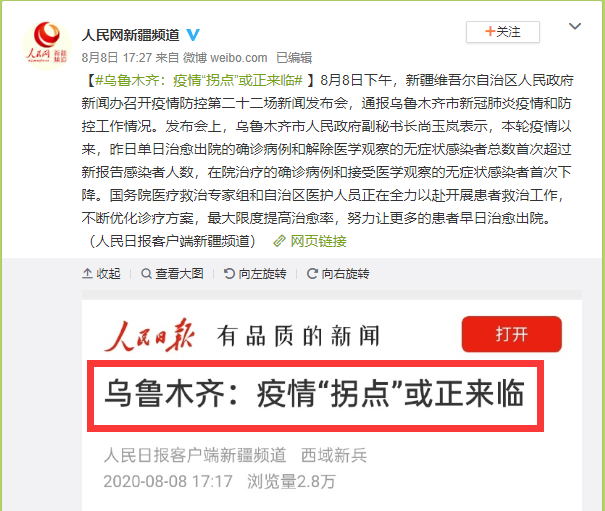 人民网 新疆频道
人民网新疆频道
关注
8月8日 17:27 来自 微博 weibo.com 已编辑
【#乌鲁木齐：疫情“拐点”或正来临# 】8月8日下午，新疆维吾尔自治区人民政府
新闻办召开疫情防控第二十二场新闻发布会，通报乌鲁木齐市新冠肺炎疫情和防
控工作情况。发布会上，乌鲁木齐市人民政府副秘书长尚玉岚表示，本轮疫情以
来，昨日单日治愈出院的确诊病例和解除医学观察的无症状感染者总数首次超过
新报告感染者人数，在院治疗的确诊病例和接受医学观察的无症状感染者首次下
降。国务院医疗救治专家组和自治区医护人员正在全力以赴开展患者救治工作，
不断优化诊疗方案，最大限度提高治愈率，努力让更多的患者早日治愈出院。
（人民日报客户端新疆频道） 网页链接
收起 查看大图 向左旋转 向右旋转
人民日报 有品质的新闻 打开
乌鲁木齐：疫情“拐点”或正来临
人民日报客户端新疆频道 西域新兵
2020-08-08 17:17 浏览量2.8万